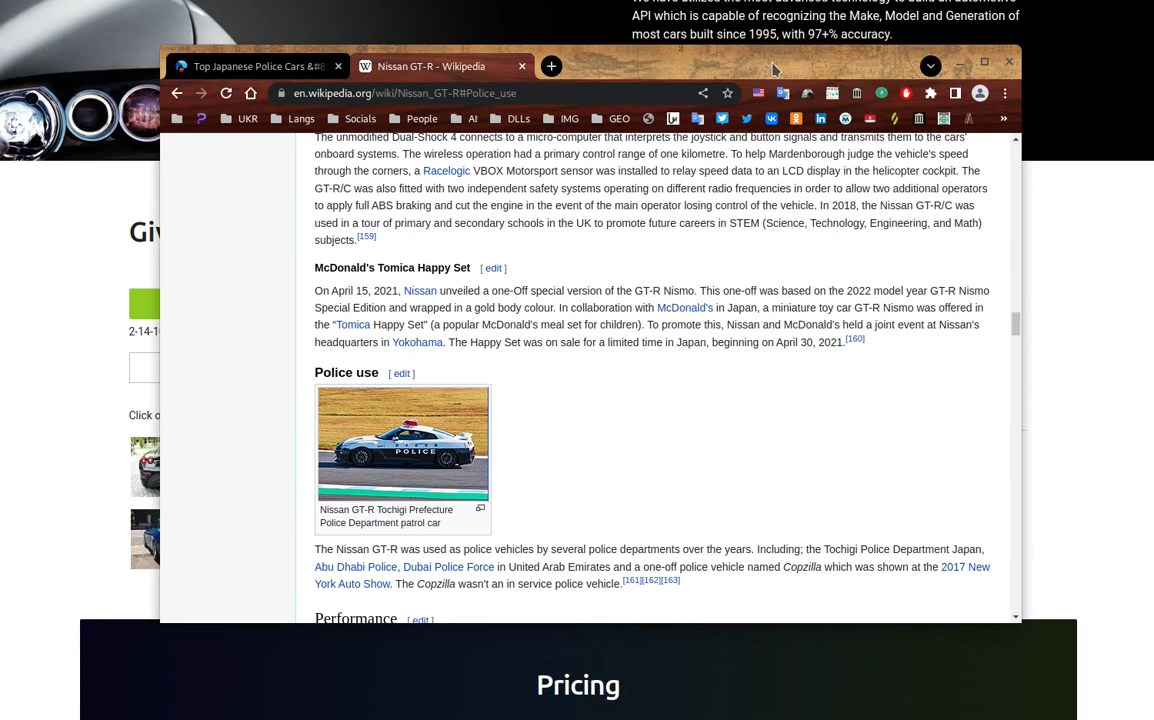 We have utilized the most advanced technology to build an automotive
API which is capable of recognizing the Make, Model and Generation of
most cars built since 1995, with 97+% accuracy.
Top Japanese Police Cars &#8
Nissan GT-R - Wikipedia
en.wikipedia.org/wiki/Nissan_GT-R#Police_use
UKR Langs Socials People AI DLLs IMG GEO »
The unmodified Dual-Shock 4 connects to a micro-computer that interprets the joystick and button signals and transmits them to the cars'
onboard systems. The wireless operation had a primary control range of one kilometre. To help Mardenborough judge the vehicle's speed
through the corners, a Racelogic VBOX Motorsport sensor was installed to relay speed data to an LCD display in the helicopter cockpit. The
GT-R/C was also fitted with two independent safety systems operating on different radio frequencies in order to allow two additional operators
to apply full ABS braking and cut the engine in the event of the main operator losing control of the vehicle. In 2018, the Nissan GT-R/C was
used in a tour of primary and secondary schools in the UK to promote future careers in STEM (Science, Technology, Engineering, and Math)
subjects.[159]
McDonald's Tomica Happy Set [ edit ]
On April 15, 2021, Nissan unveiled a one-Off special version of the GT-R Nismo. This one-off was based on the 2022 model year GT-R Nismo
Special Edition and wrapped in a gold body colour. In collaboration with McDonald's in Japan, a miniature toy car GT-R Nismo was offered in
the "Tomica Happy Set" (a popular McDonald's meal set for children). To promote this, Nissan and McDonald's held a joint event at Nissan's
headquarters in Yokohama. The Happy Set was on sale for a limited time in Japan, beginning on April 30, 2021.[160]
Police use [ edit ]
POLICE
Nissan GT-R Tochigi Prefecture
Police Department patrol car
The Nissan GT-R was used as police vehicles by several police departments over the years. Including; the Tochigi Police Department Japan,
Abu Dhabi Police, Dubai Police Force in United Arab Emirates and a one-off police vehicle named Copzilla which was shown at the 2017 New
York Auto Show. The Copzilla wasn't an in service police vehicle.[161][162][163]
Performance [ edit ]
Giv
2-14-1
Click o
Pricing